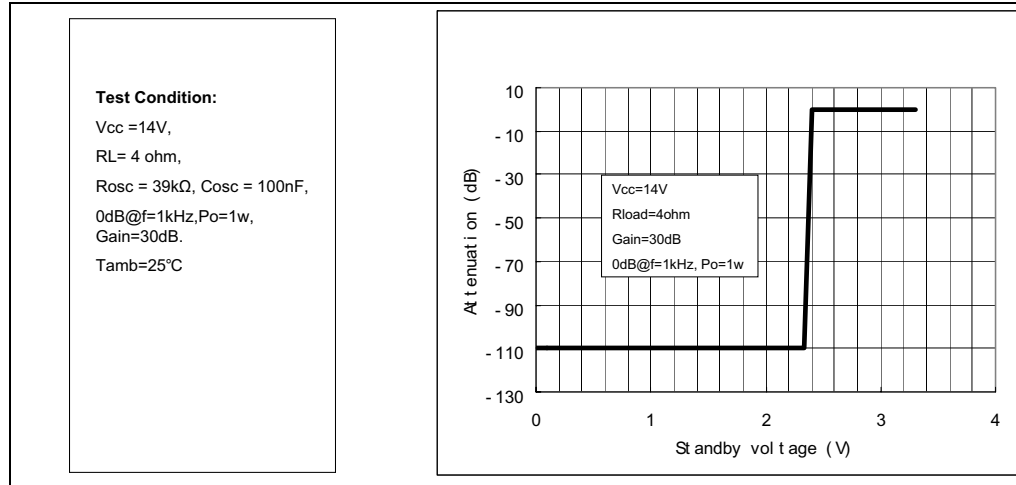 Test Condition:
Vcc =14V,
RL= 4 ohm,
Rosc = 39kΩ, Cosc = 100nF,
0dB@f=1kHz,Po=1w,
Gain=30dB.
Tamb=25°C
10
-10
-30
-50
-70
-90
-110
-130
Attenuation (dB)
Vcc=14V
Rload=4ohm
Gain=30dB
0dB@f=1kHz, Po=1w
0 1 2 3 4
Standby voltage (V)